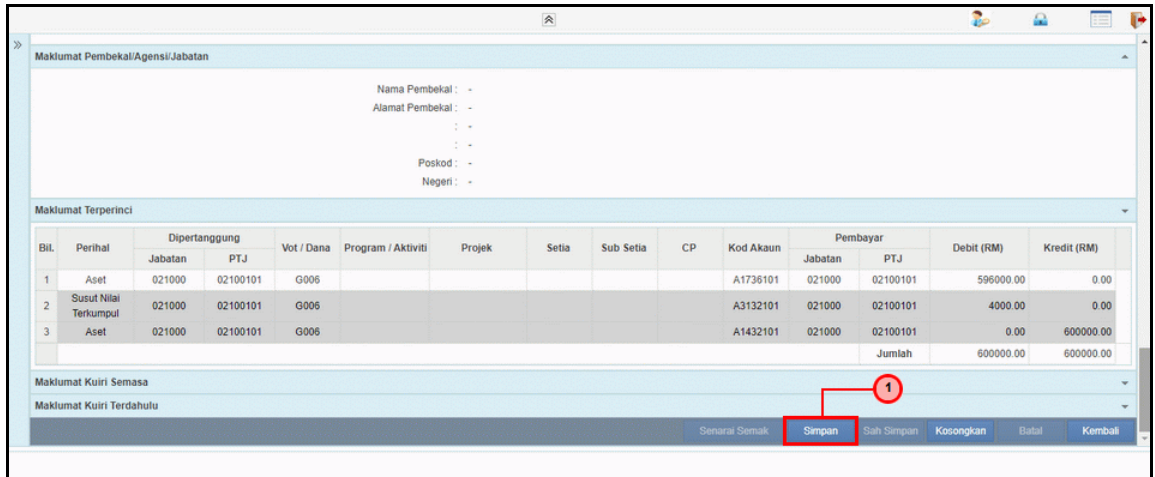 Maklumat Pembekal/Agensi/Jabatan
Nama Pembekal : -
Alamat Pembekal : -
: -
: -
Poskod : -
Negeri : -
Maklumat Terperinci
Bil. Perihal Dipertanggung Vot / Dana Program / Aktiviti Projek Setia Sub Setia CP Kod Akaun Pembayar Debit (RM) Kredit (RM)
Jabatan PTJ Jabatan PTJ
1 Aset 021000 02100101 G006 A1736101 021000 02100101 596000.00 0.00
2 Susut Nilai Terkumpul 021000 02100101 G006 A3132101 021000 02100101 4000.00 0.00
3 Aset 021000 02100101 G006 A1432101 021000 02100101 0.00 600000.00
Jumlah 600000.00 600000.00
Maklumat Kuiri Semasa
1
Maklumat Kuiri Terdahulu
Senarai Semak Simpan Sah Simpan Kosongkan Batal Kembali